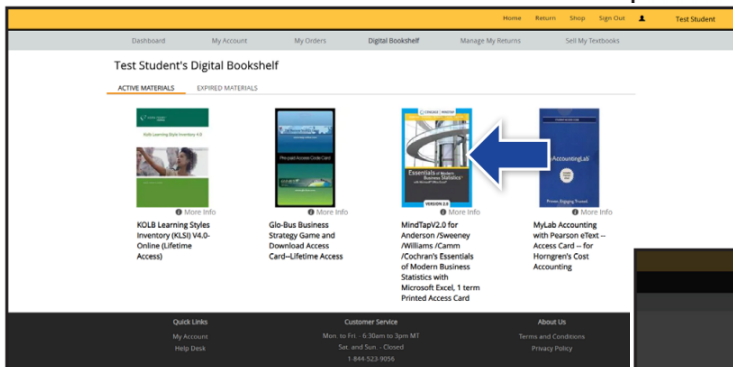 Home Return Shop Sign Out Test Student
Dashboard My Account My Orders Digital Bookshelf Manage My Returns Sell My Textbooks
Test Student's Digital Bookshelf
ACTIVE MATERIALS EXPIRED MATERIALS
Kolb Learning Style Inventory 4.0
Pre-paid Access Code Card
Essentials of Modern
Business Statistics
VERSION 2.0
AccountingLab
More Info
KOLB Learning Styles
Inventory (KLSI) V4.0-
Online (Lifetime
Access)
More Info
Glo-Bus Business
Strategy Game and
Download Access
Card--Lifetime Access
More Info
MindTapV2.0 for
Anderson /Sweeney
/Williams /Camm
/Cochran's Essentials
of Modern Business
Statistics with
Microsoft Excel, 1 term
Printed Access Card
More Info
MyLab Accounting
with Pearson eText --
Access Card -- for
Horngren's Cost
Accounting
Quick Links
My Account
Help Desk
Customer Service
Mon. to Fri. - 6:30am to 3pm MT
Sat. and Sun. - Closed
1-844-523-9056
About Us
Terms and Conditions
Privacy Policy